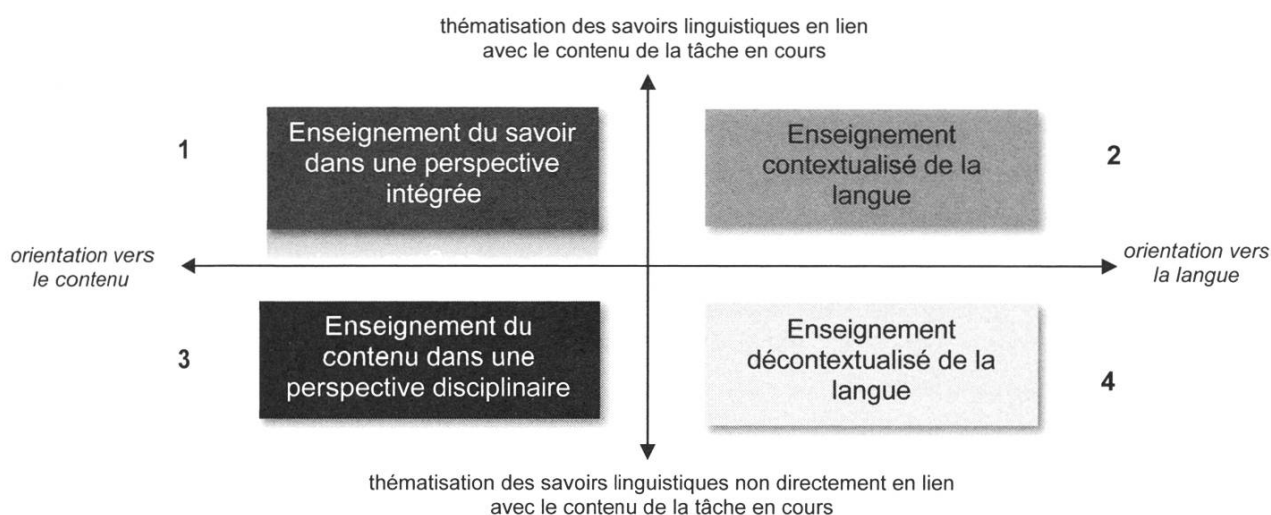 thématisation des savoirs linguistiques en lien
avec le contenu de la tâche en cours
1
Enseignement du savoir
dans une perspective
intégrée
Enseignement
contextualisé de la
langue
2
orientation vers
le contenu
orientation vers
la langue
3
Enseignement du
contenu dans une
perspective disciplinaire
Enseignement
décontextualisé de la
langue
4
thématisation des savoirs linguistiques non directement en lien
avec le contenu de la tâche en cours